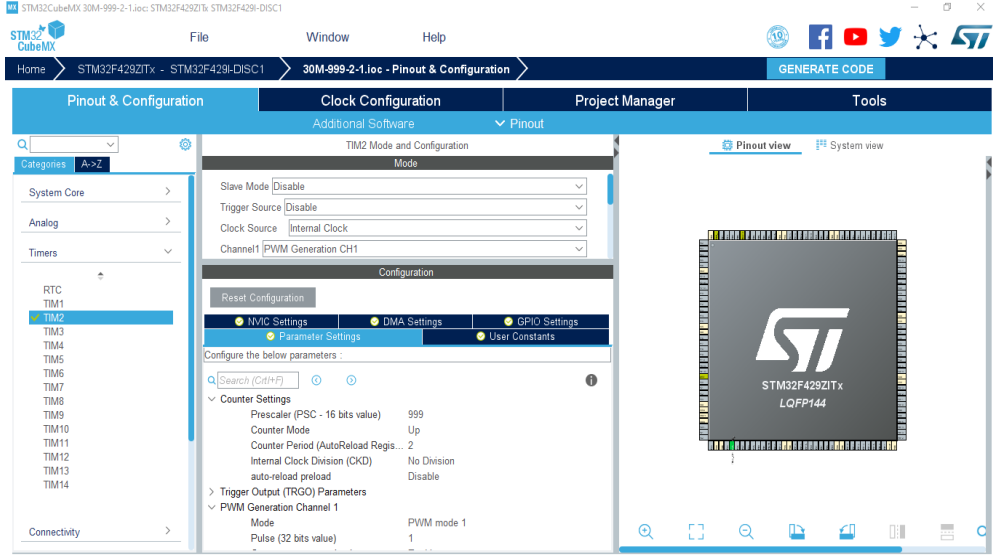 MX STM32CubeMX 30M-999-2-1.ioc: STM32F429ZITx STM32F429I-DISC1
STM32
CubeMX
File Window Help
10
ST
Home STM32F429ZITx - STM32F429I-DISC1 30M-999-2-1.ioc - Pinout & Configuration GENERATE CODE
Pinout & Configuration Clock Configuration Project Manager Tools
Additional Software Pinout
Categories A->Z
System Core
Analog
Timers
RTC
TIM1
TIM2
TIM3
TIM4
TIM5
TIM6
TIM7
TIM8
TIM9
TIM10
TIM11
TIM12
TIM13
TIM14
Connectivity
TIM2 Mode and Configuration
Mode
Slave Mode Disable
Trigger Source Disable
Clock Source Internal Clock
Channel1 PWM Generation CH1
Configuration
Reset Configuration
NVIC Settings DMA Settings GPIO Settings
Parameter Settings User Constants
Configure the below parameters :
Search (Crtl+F)
Counter Settings
Prescaler (PSC - 16 bits value) 999
Counter Mode Up
Counter Period (AutoReload Regis... 2
Internal Clock Division (CKD) No Division
auto-reload preload Disable
Trigger Output (TRGO) Parameters
PWM Generation Channel 1
Mode PWM mode 1
Pulse (32 bits value) 1
Pinout view System view
ST
STM32F429ZITx
LQFP144